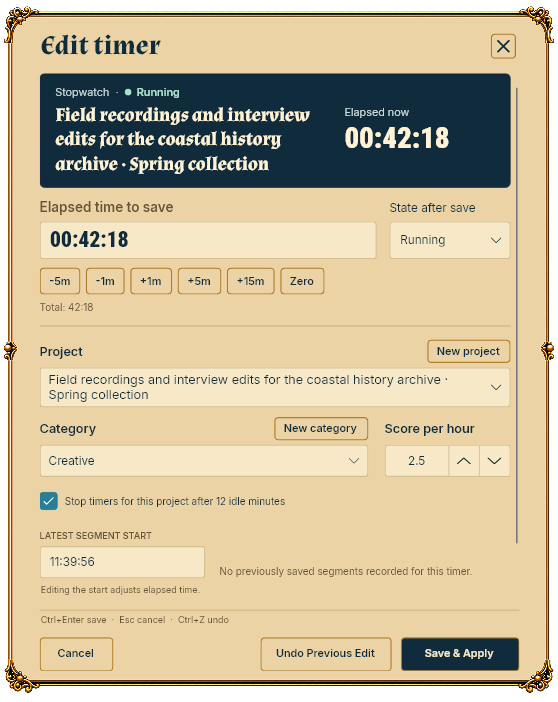 Edit timer
Stopwatch · ● Running
Field recordings and interview
edits for the coastal history
archive · Spring collection
Elapsed now
00:42:18
Elapsed time to save
State after save
00:42:18
Running
-5m
-1m
+1m
+5m
+15m
Zero
Total: 42:18
Project
New project
Field recordings and interview edits for the coastal history archive ·
Spring collection
Category
New category
Score per hour
Creative
2.5
Stop timers for this project after 12 idle minutes
LATEST SEGMENT START
11:39:56
No previously saved segments recorded for this timer.
Editing the start adjusts elapsed time.
Ctrl+Enter save · Esc cancel · Ctrl+Z undo
Cancel
Undo Previous Edit
Save & Apply